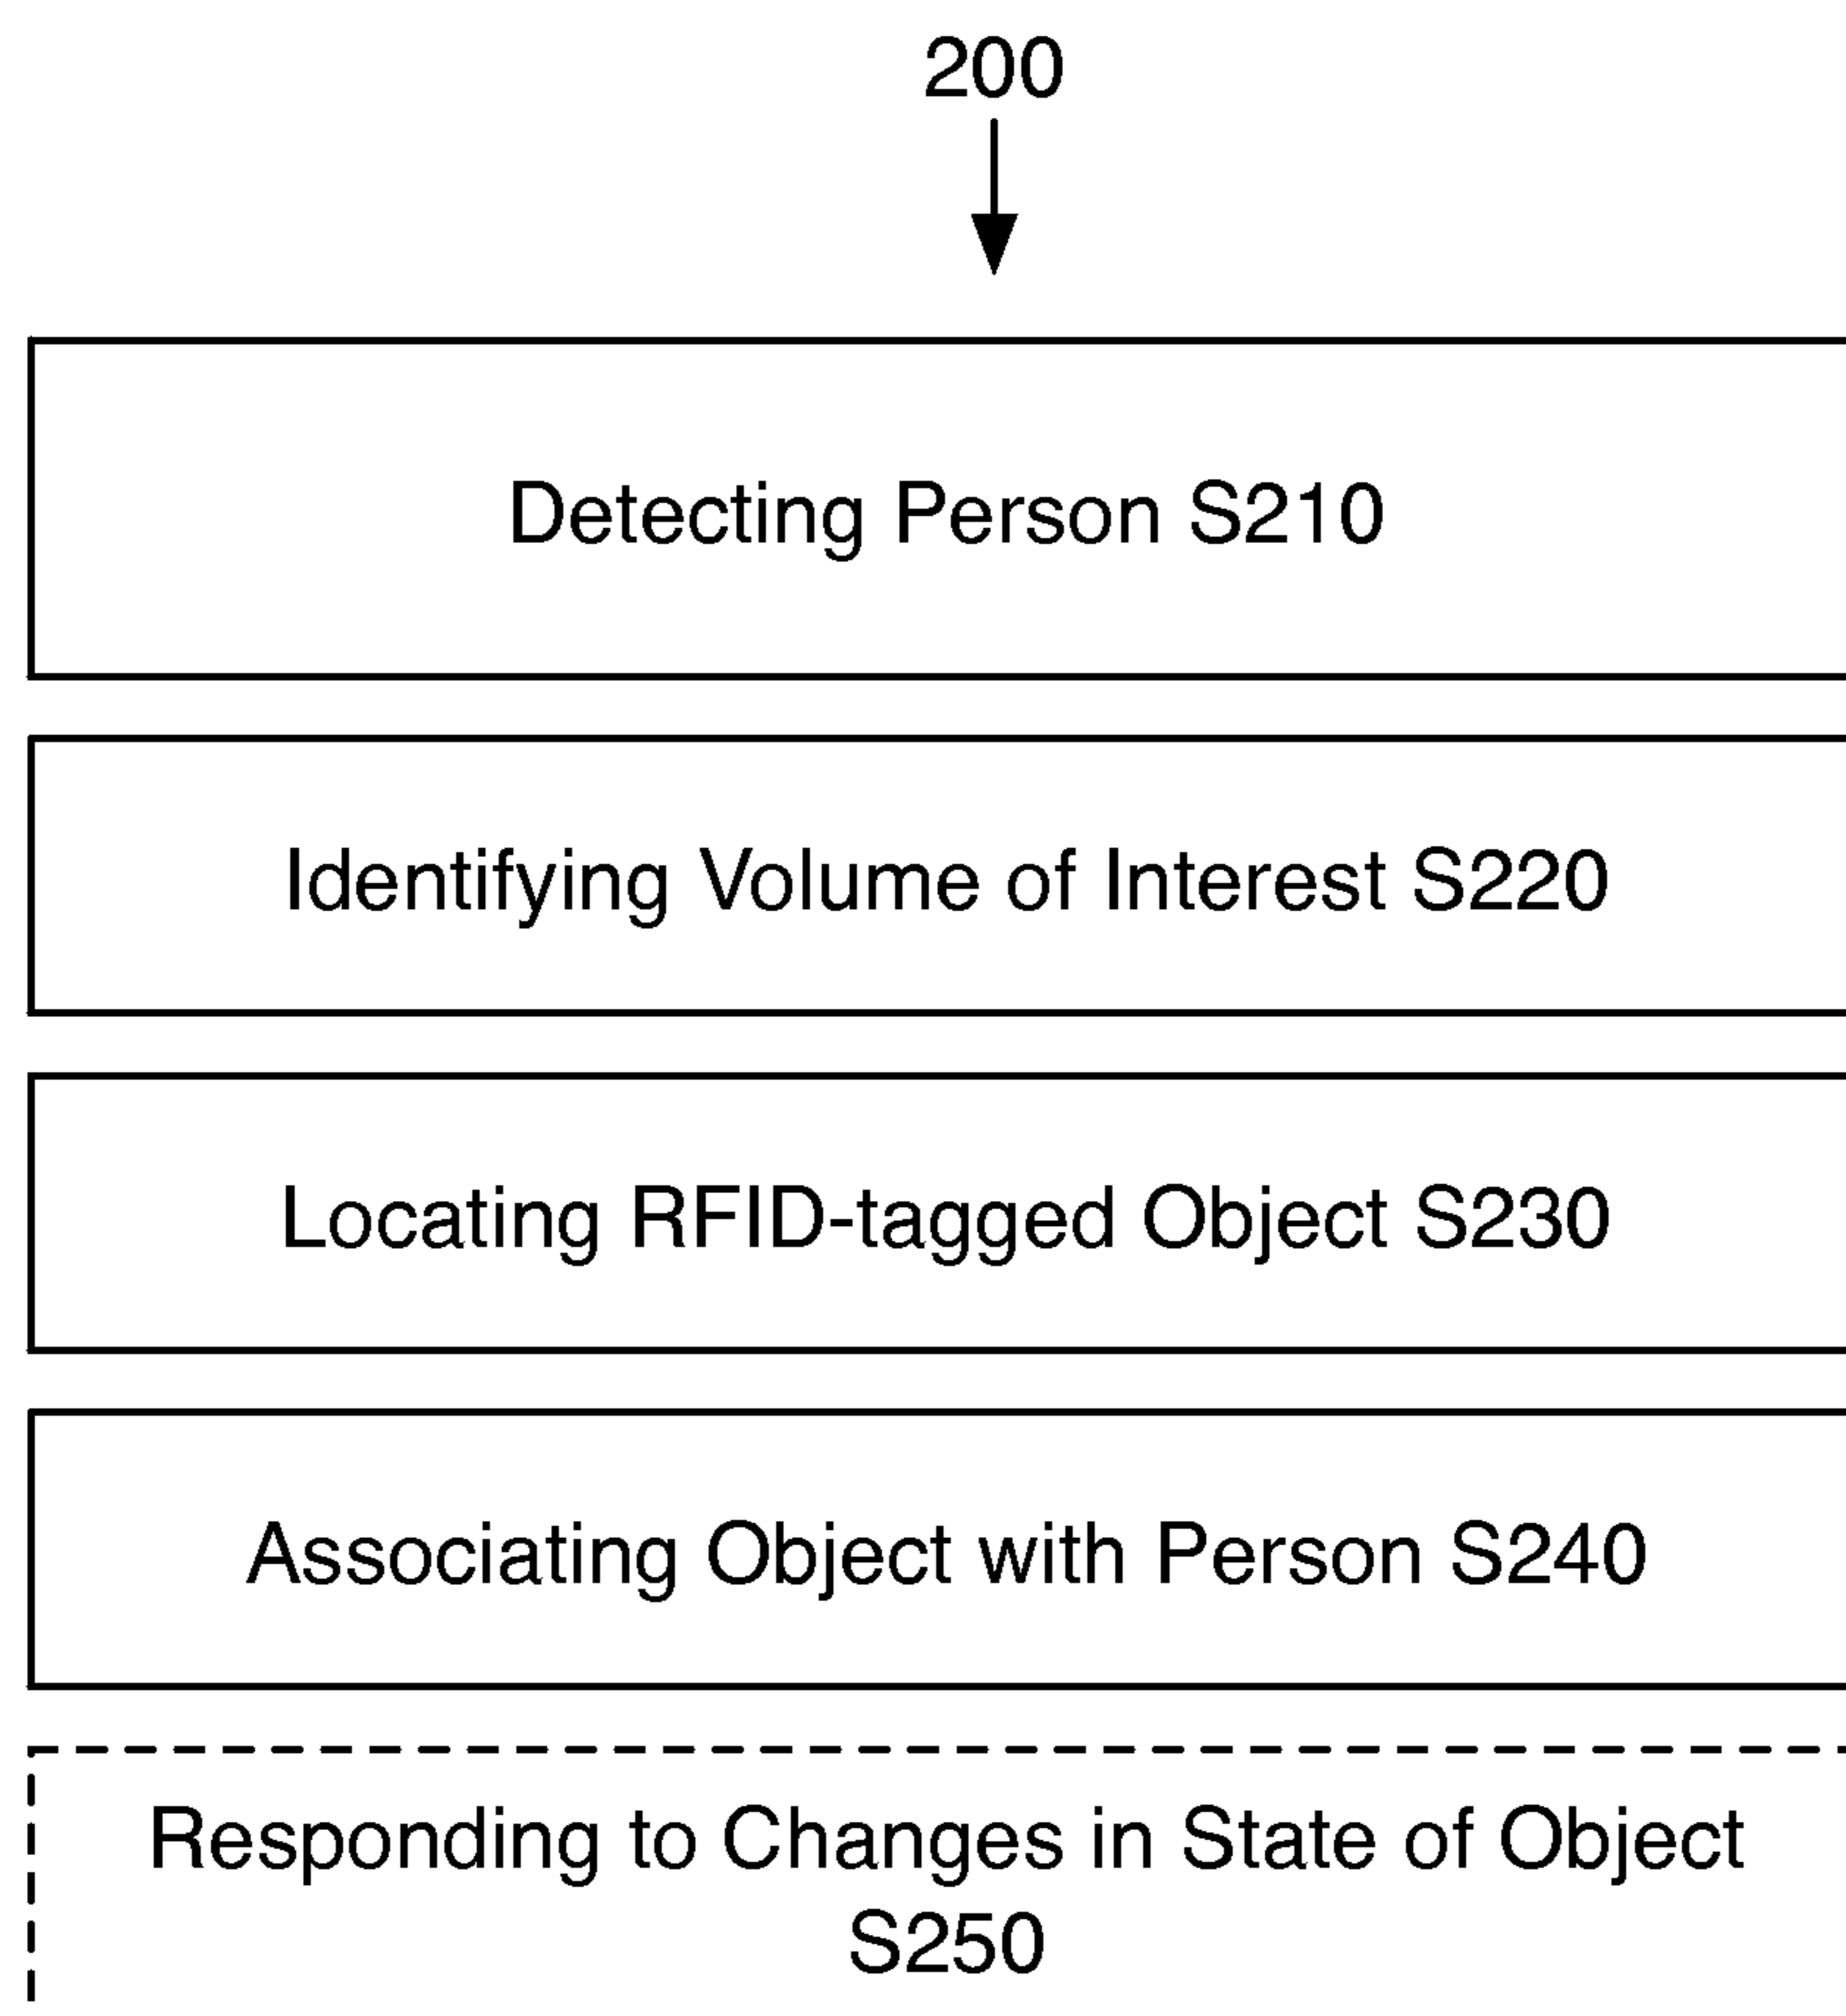 200
Detecting Person S210
Identifying Volume of Interest S220
Locating RFID-tagged Object S230
Associating Object with Person S240
Responding to Changes in State of Object
S250